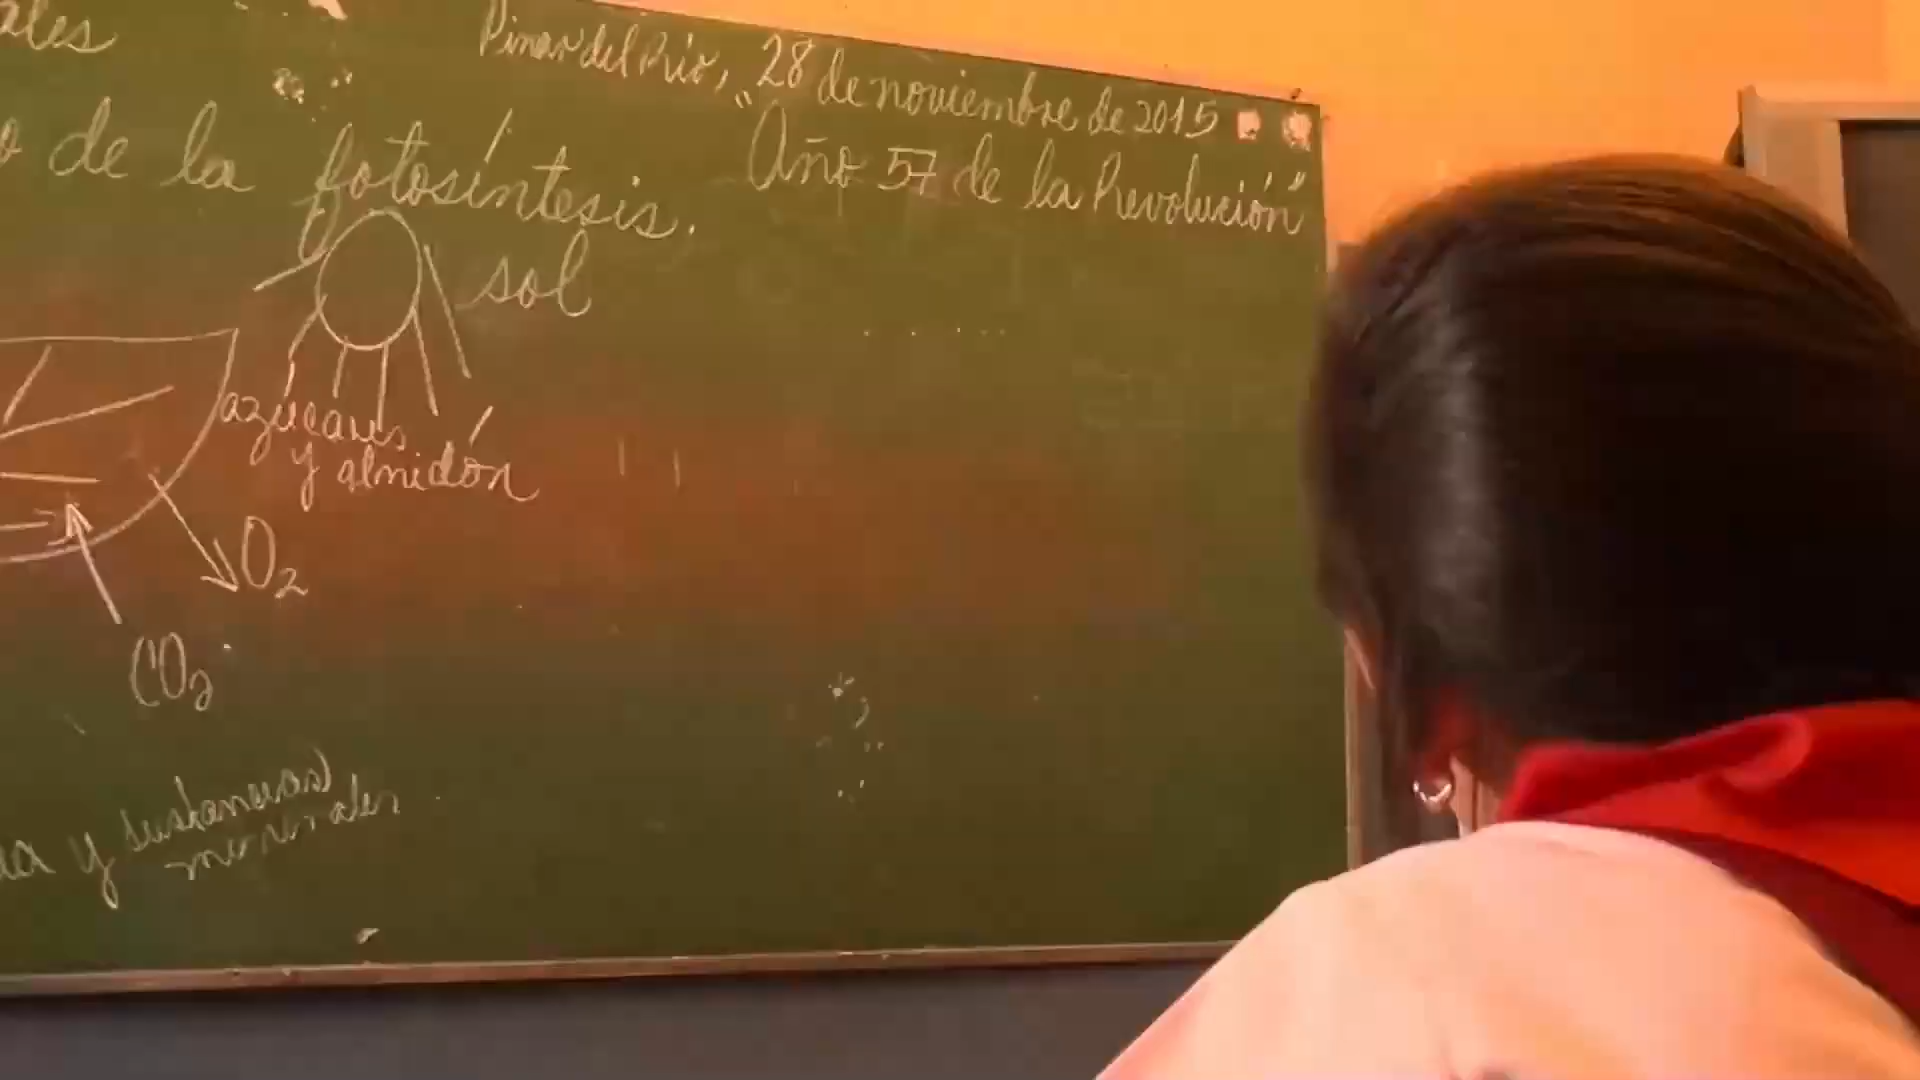 ales
Pinar del Río, 28 de noviembre de 2015
"Año 57 de la Revolución"
o de la fotosíntesis.
sol
azúcares
y almidón
O2
CO2
y sustancias
minerales